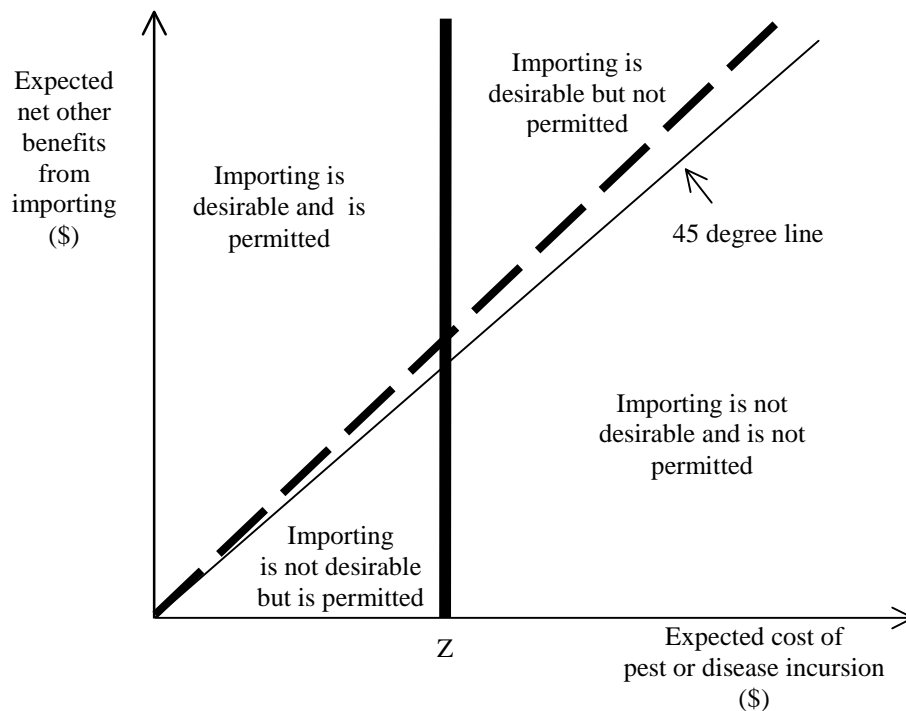 Expected
net other
benefits
from
importing
($)
Importing is
desirable and is
permitted
Importing is
desirable but not
permitted
45 degree line
Importing is not
desirable and is not
permitted
Importing
is not desirable
but is permitted
Z
Expected cost of
pest or disease incursion
($)